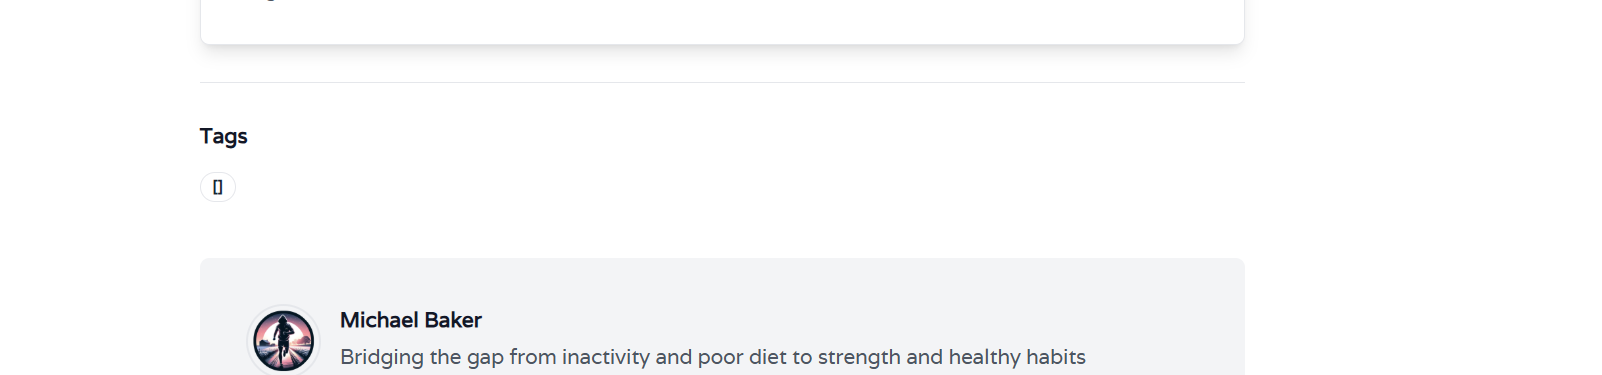 Tags
[]
Michael Baker
Bridging the gap from inactivity and poor diet to strength and healthy habits